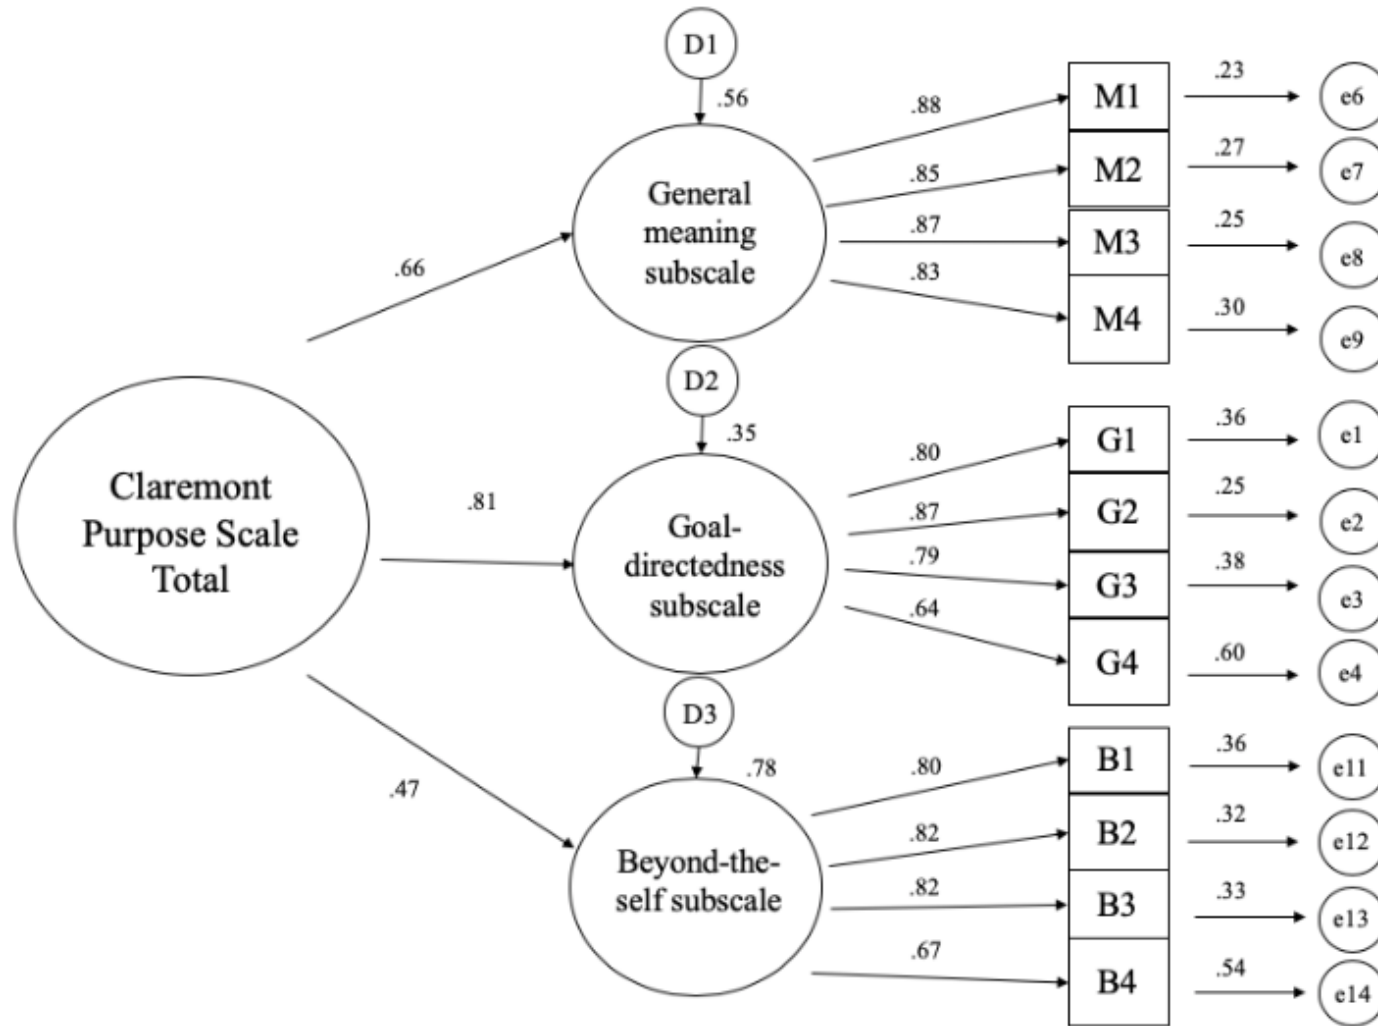 D1
.56
General
meaning
subscale
.88
.85
.87
.83
M1
M2
M3
M4
.23
.27
.25
.30
e6
e7
e8
e9
.66
D2
.35
Claremont
Purpose Scale
Total
.81
Goal-
directedness
subscale
.80
.87
.79
.64
G1
G2
G3
G4
.36
.25
.38
.60
e1
e2
e3
e4
D3
.78
.47
Beyond-the-
self subscale
.80
.82
.82
.67
B1
B2
B3
B4
.36
.32
.33
.54
e11
e12
e13
e14